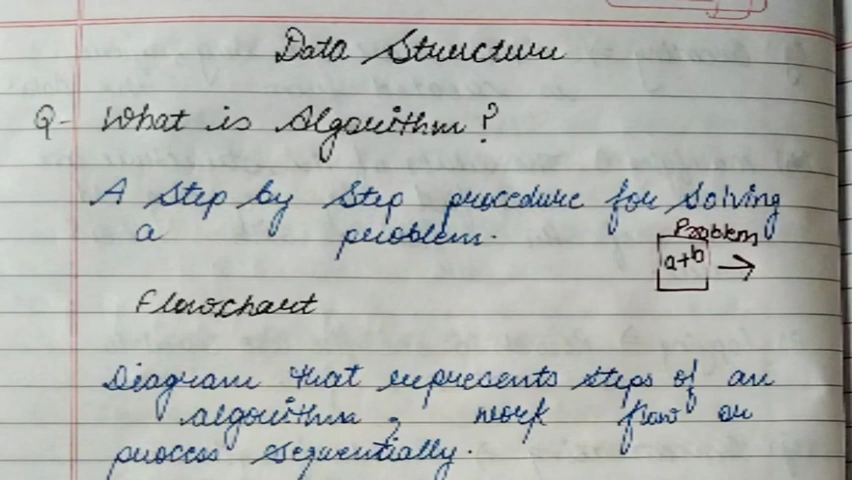 Data Structure
Q- What is Algorithm?
A step by step procedure for solving
a problem.
Problem
a+b
Flowchart
Diagram that represents steps of an
algorithm, work flow or
process sequentially.